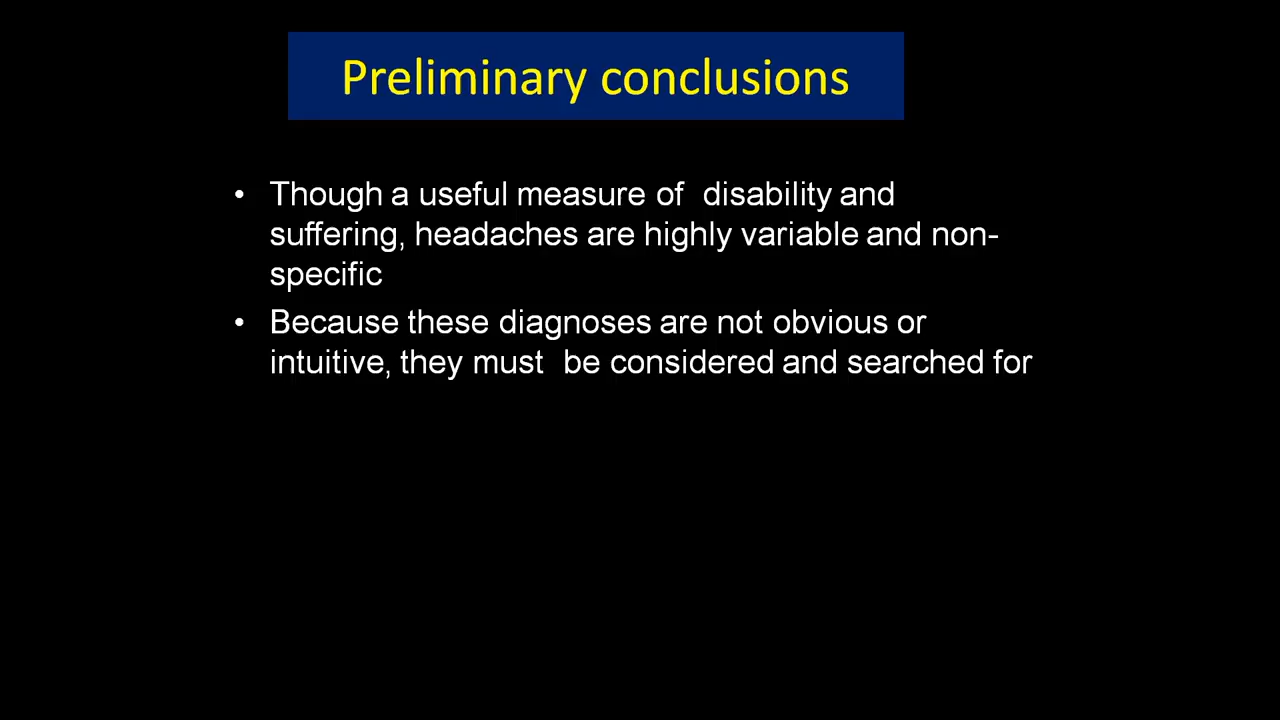 Preliminary conclusions
• Though a useful measure of  disability and
suffering, headaches are highly variable and non-
specific
• Because these diagnoses are not obvious or
intuitive, they must  be considered and searched for